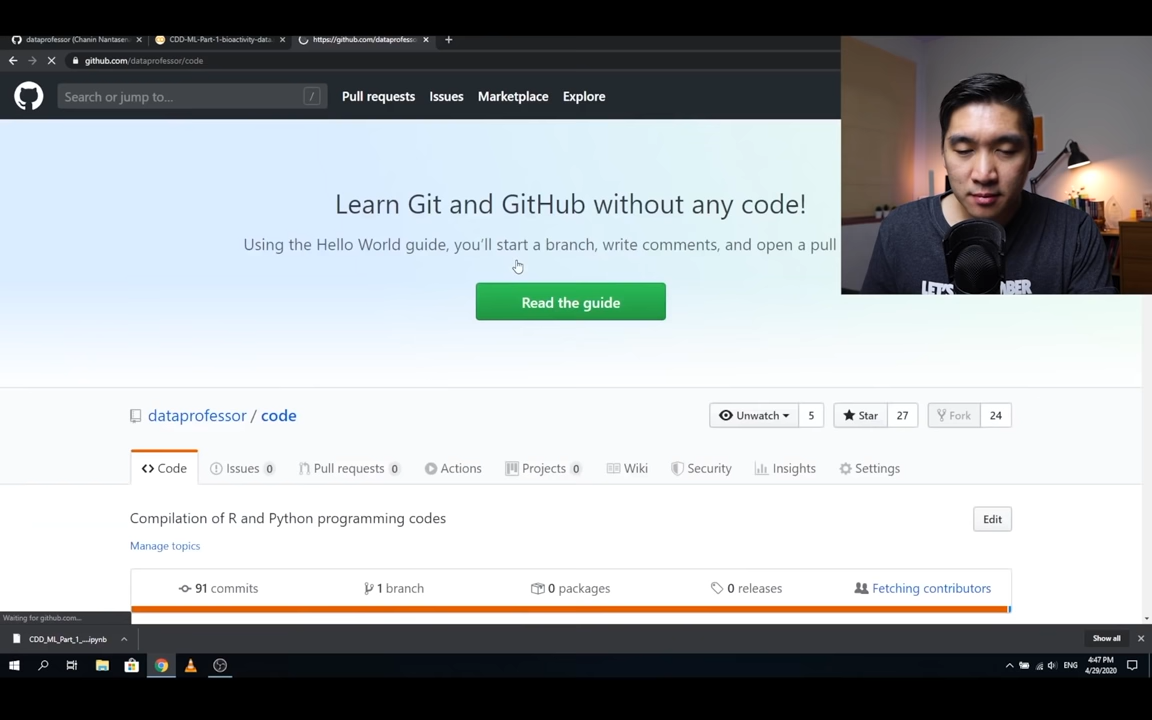 dataprofessor (Chanin Nantasen
CDD-ML-Part-1-bioactivity-data
https://github.com/dataprofesso
github.com/dataprofessor/code
Search or jump to...
/
Pull requests
Issues
Marketplace
Explore
Learn Git and GitHub without any code!
Using the Hello World guide, you'll start a branch, write comments, and open a pull
Read the guide
LET'S
dataprofessor / code
Unwatch 5
Star 27
Fork 24
Code
Issues 0
Pull requests 0
Actions
Projects 0
Wiki
Security
Insights
Settings
Compilation of R and Python programming codes
Edit
Manage topics
91 commits
1 branch
0 packages
0 releases
Fetching contributors
Waiting for github.com...
CDD_ML_Part_1_....ipynb
Show all
ENG
4:47 PM
4/29/2020